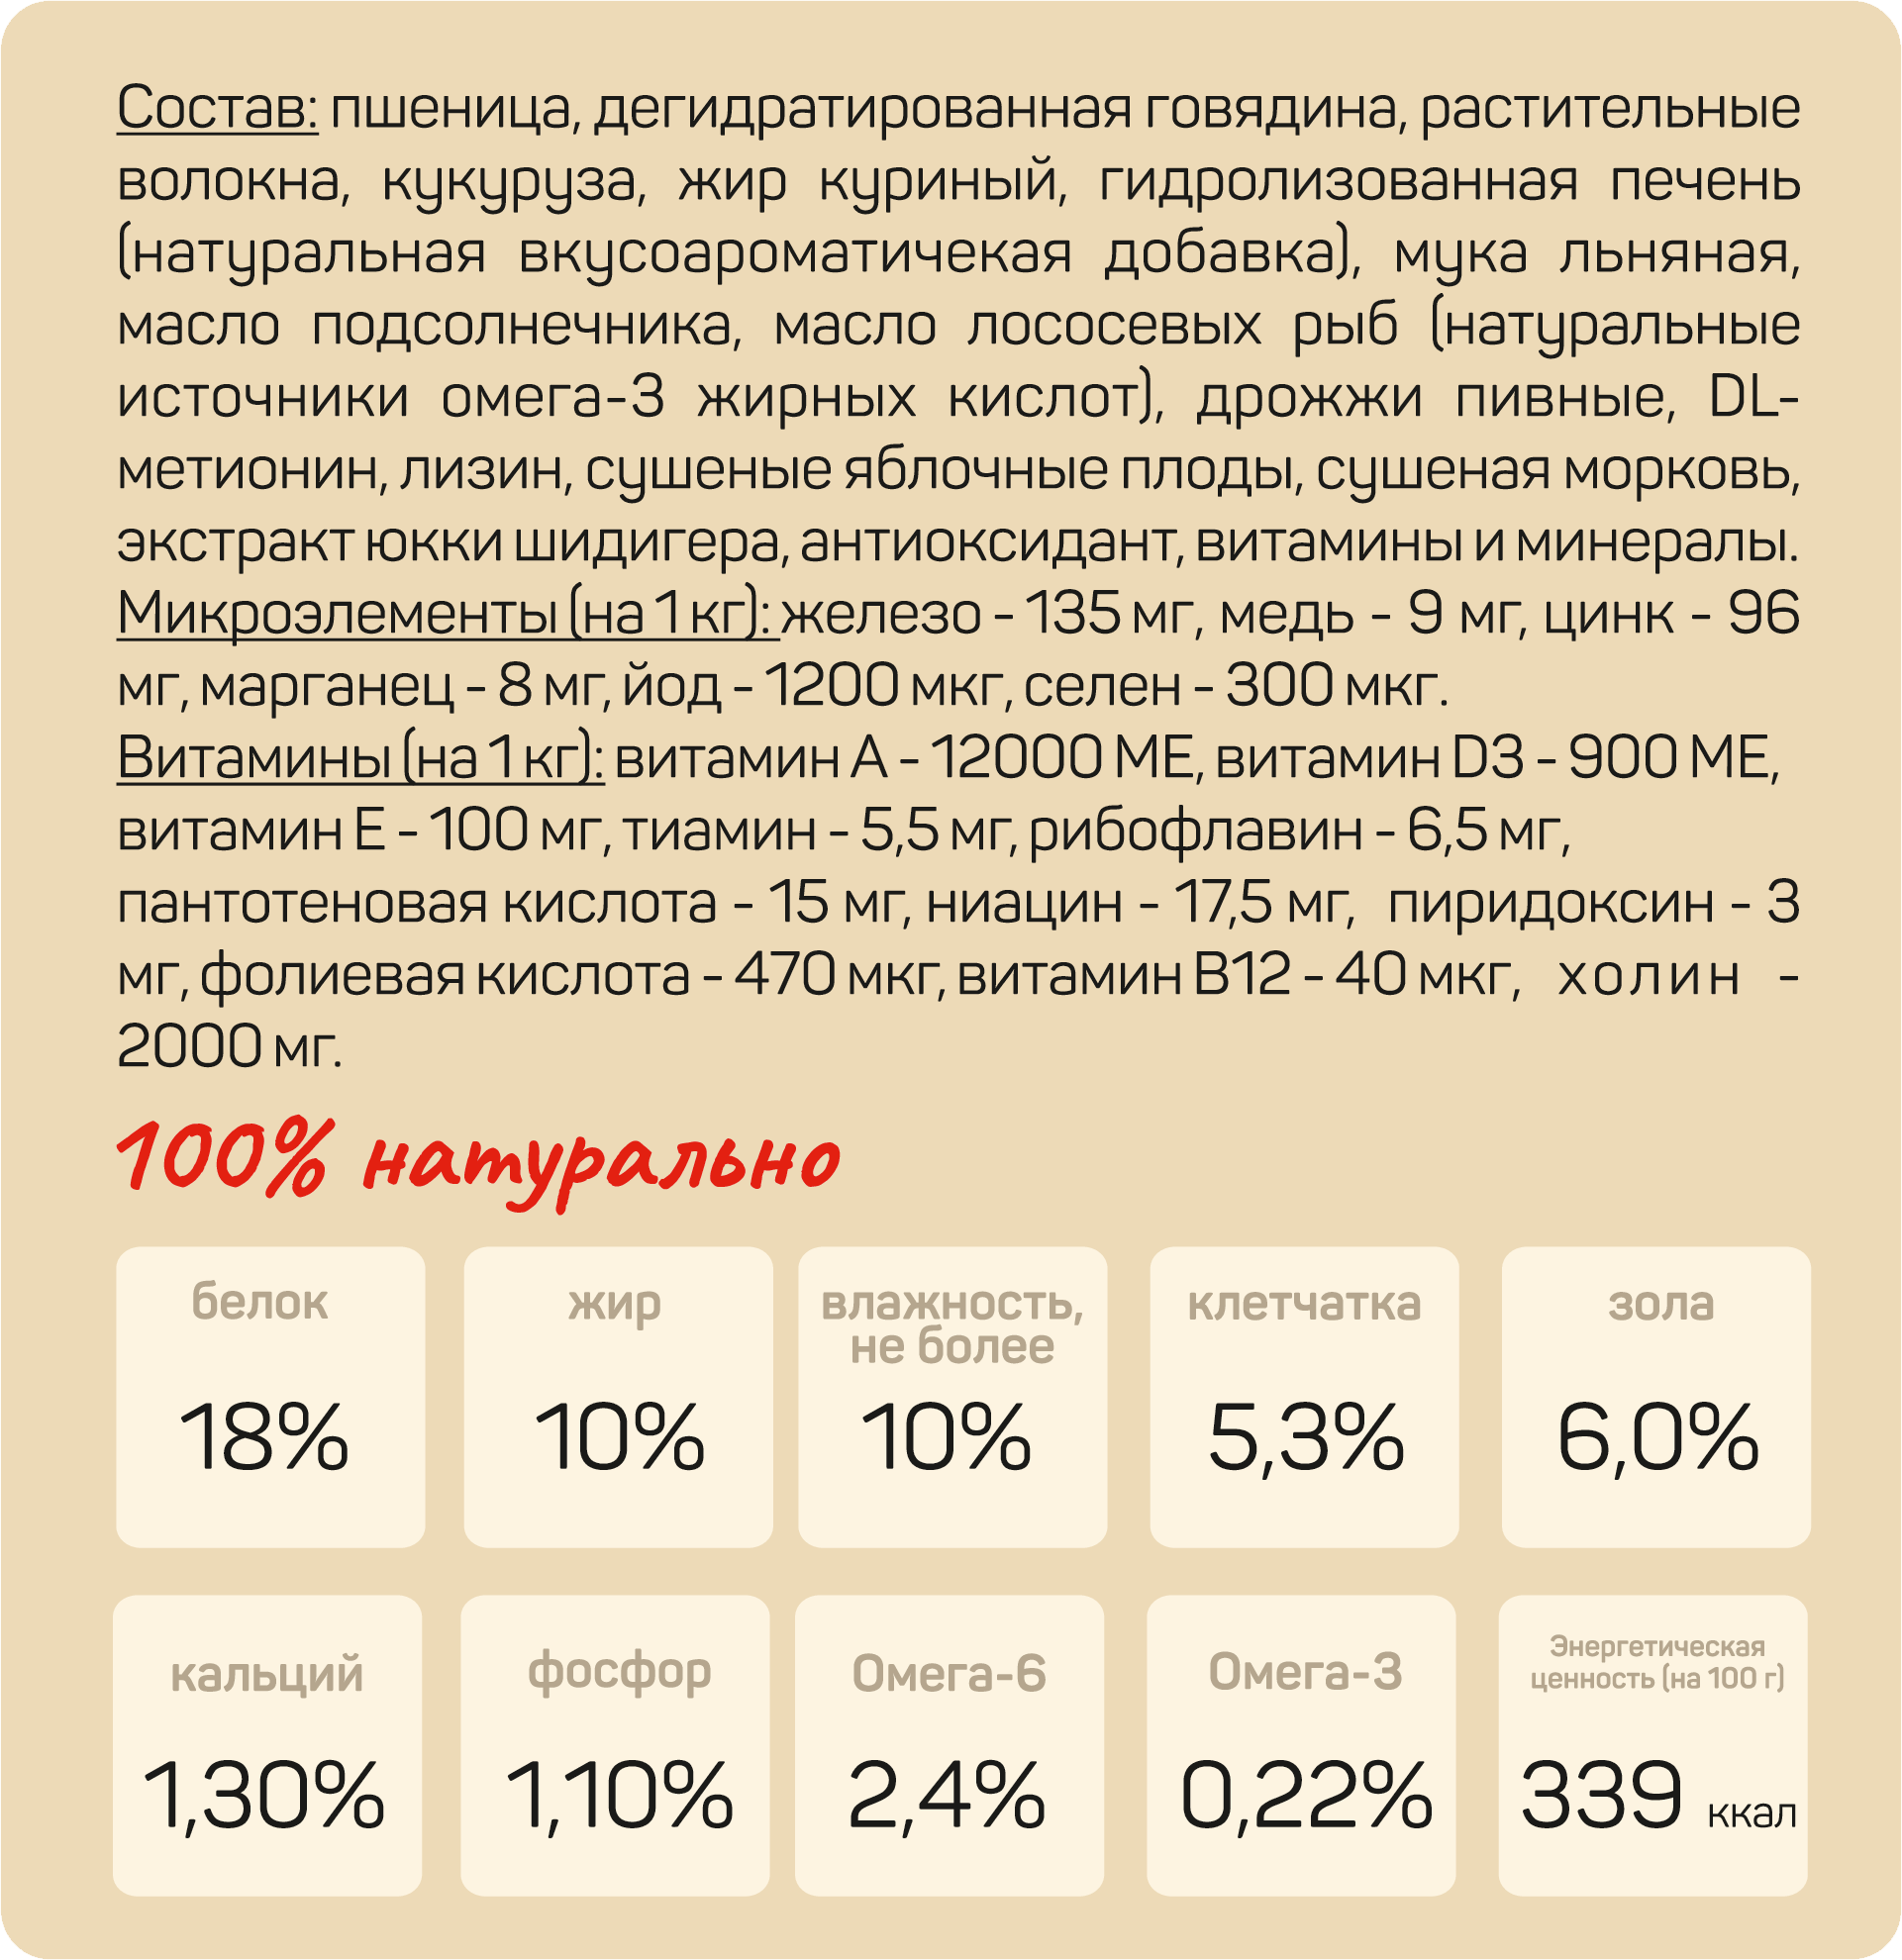 Состав: пшеница, дегидратированная говядина, растительные
волокна, кукуруза, жир куриный, гидролизованная печень
(натуральная вкусоароматичекая добавка), мука льняная,
масло подсолнечника, масло лососевых рыб (натуральные
источники омега-3 жирных кислот), дрожжи пивные, DL-
метионин, лизин, сушеные яблочные плоды, сушеная морковь,
экстракт юкки шидигера, антиоксидант, витамины и минералы.
Микроэлементы (на 1 кг): железо - 135 мг, медь - 9 мг, цинк - 96
мг, марганец - 8 мг, йод - 1200 мкг, селен - 300 мкг.
Витамины (на 1 кг): витамин А - 12000 МЕ, витамин D3 - 900 МЕ,
витамин Е - 100 мг, тиамин - 5,5 мг, рибофлавин - 6,5 мг,
пантотеновая кислота - 15 мг, ниацин - 17,5 мг, пиридоксин - 3
мг, фолиевая кислота - 470 мкг, витамин В12 - 40 мкг, холин -
2000 мг.
100% натурально
белок
18%
жир
10%
влажность,
не более
10%
клетчатка
5,3%
зола
6,0%
кальций
1,30%
фосфор
1,10%
Омега-6
2,4%
Омега-3
0,22%
Энергетическая
ценность (на 100 г)
339 ккал